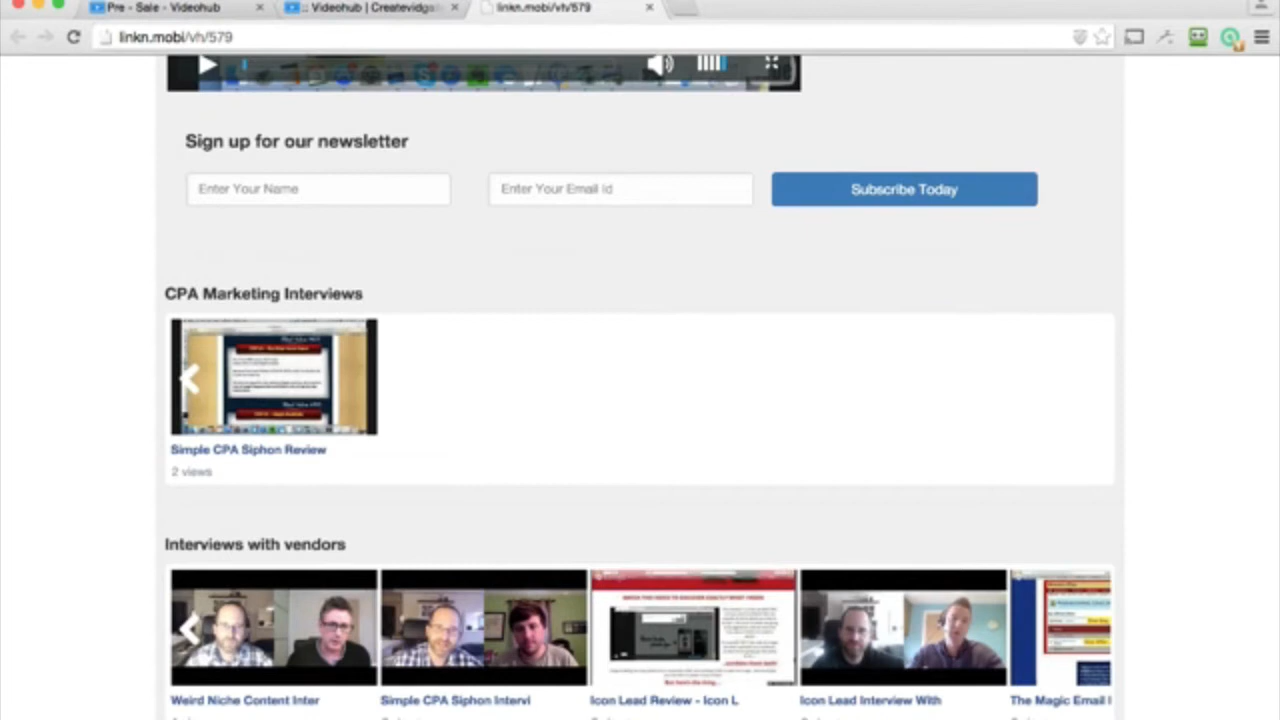 Pre - Sale - Videohub
:: Videohub | Createvidga
linkn.mobi/vh/579
linkn.mobi/vh/579
Sign up for our newsletter
Enter Your Name
Enter Your Email Id
Subscribe Today
CPA Marketing Interviews
Simple CPA Siphon Review
2 views
Interviews with vendors
Weird Niche Content Inter
Simple CPA Siphon Intervi
Icon Lead Review - Icon L
Icon Lead Interview With
The Magic Email I